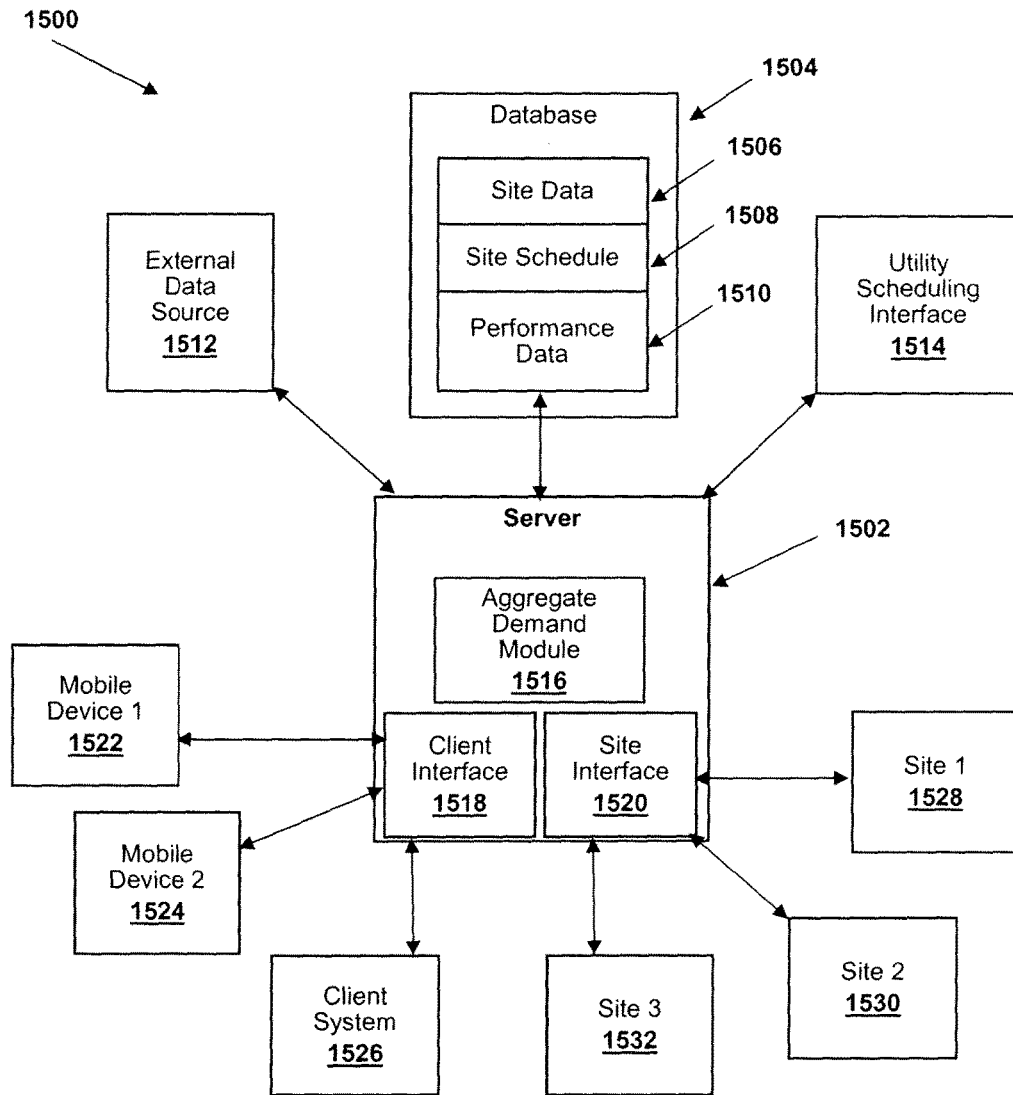 1500
1504
Database
1506
Site Data
1508
Site Schedule
1510
Performance
Data
External
Data
Source
1512
Utility
Scheduling
Interface
1514
Server
1502
Aggregate
Demand
Module
1516
Mobile
Device 1
1522
Client
Interface
1518
Site
Interface
1520
Site 1
1528
Mobile
Device 2
1524
Client
System
1526
Site 3
1532
Site 2
1530